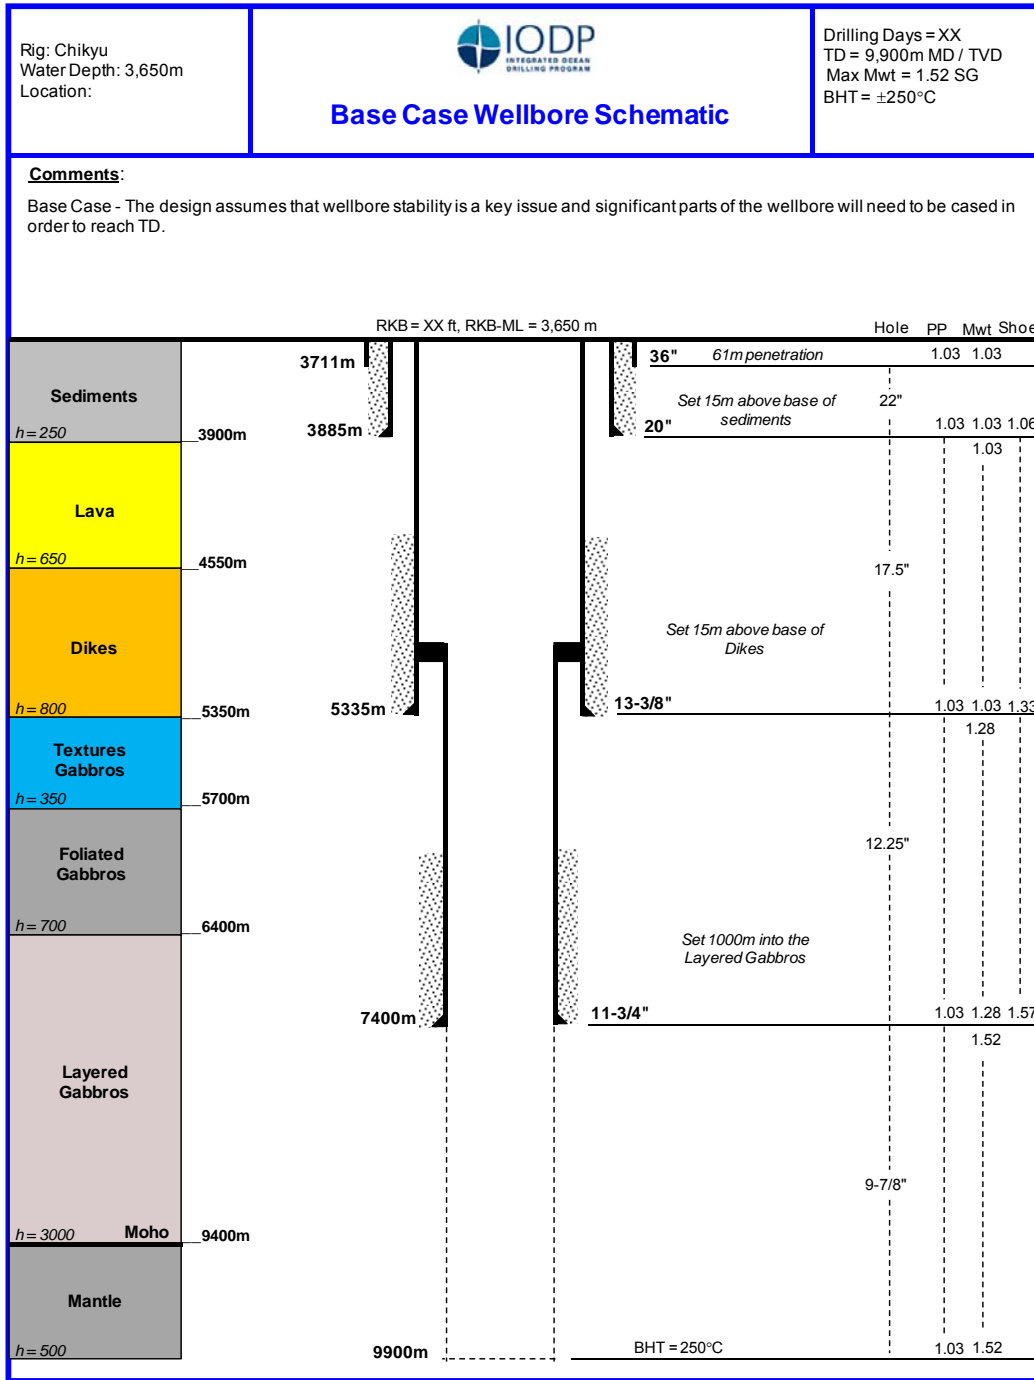 Rig: Chikyu
Water Depth: 3,650m
Location:
IODP
INTEGRATED OCEAN
DRILLING PROGRAM
Base Case Wellbore Schematic
Drilling Days = XX
TD = 9,900m MD / TVD
Max Mwt = 1.52 SG
BHT = ±250°C
Comments:
Base Case - The design assumes that wellbore stability is a key issue and significant parts of the wellbore will need to be cased in
order to reach TD.
RKB = XX ft, RKB-ML = 3,650 m
Hole PP Mwt Shoe
3711m
36" 61m penetration 1.03 1.03
Sediments
Set 15m above base of
sediments
22"
h = 250
3900m
3885m
20"
1.03 1.03 1.06
1.03
Lava
h = 650
4550m
17.5"
Dikes
Set 15m above base of
Dikes
h = 800
5350m
5335m
13-3/8"
1.03 1.03 1.33
1.28
Textures
Gabbros
h = 350
5700m
Foliated
Gabbros
12.25"
h = 700
6400m
Set 1000m into the
Layered Gabbros
7400m
11-3/4"
1.03 1.28 1.57
1.52
Layered
Gabbros
9-7/8"
h = 3000 Moho
9400m
Mantle
h = 500
9900m
BHT = 250°C
1.03 1.52